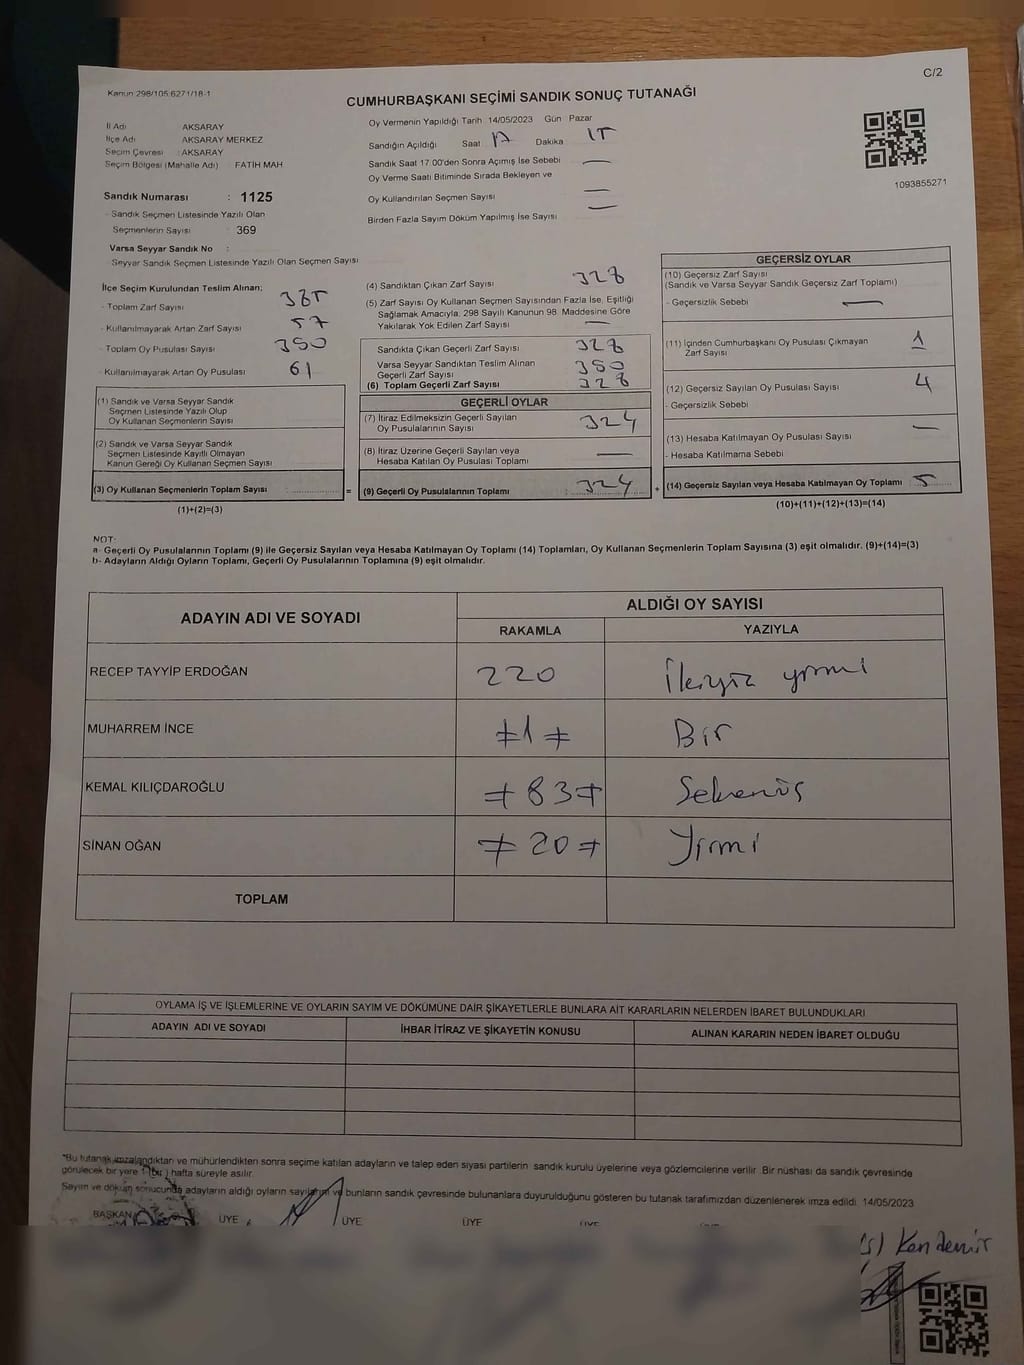 Kanun 298/105 6271/18-1
C/2
CUMHURBAŞKANI SEÇİMİ SANDIK SONUÇ TUTANAĞI
İl Adı AKSARAY
İlçe Adı AKSARAY MERKEZ
Seçim Çevresi : AKSARAY
Seçim Bölgesi (Mahalle Adı) : FATİH MAH
Sandık Numarası : 1125
- Sandık Seçmen Listesinde Yazılı Olan
Seçmenlerin Sayısı : 369
Varsa Seyyar Sandık No :
- Seyyar Sandık Seçmen Listesinde Yazılı Olan Seçmen Sayısı
Oy Vermenin Yapıldığı Tarih 14/05/2023 Gün Pazar
Sandığın Açıldığı Saat 17 Dakika 15
Sandık Saat 17:00'den Sonra Açımış İse Sebebi —
Oy Verme Saati Bitiminde Sırada Bekleyen ve
Oy Kullandırılan Seçmen Sayısı —
Birden Fazla Sayım Döküm Yapılmış İse Sayısı —
1093855271
İlçe Seçim Kurulundan Teslim Alınan;
- Toplam Zarf Sayısı 385
- Kullanılmayarak Artan Zarf Sayısı 57
- Toplam Oy Pusulası Sayısı 350
- Kullanılmayarak Artan Oy Pusulası 61
(1) Sandık ve Varsa Seyyar Sandık
Seçmen Listesinde Yazılı Olup
Oy Kullanan Seçmenlerin Sayısı
(2) Sandık ve Varsa Seyyar Sandık
Seçmen Listesinde Kayıtlı Olmayan
Kanun Gereği Oy Kullanan Seçmen Sayısı
(3) Oy Kullanan Seçmenlerin Toplam Sayısı :
(1)+(2)=(3)
(4) Sandıktan Çıkan Zarf Sayısı 328
(5) Zarf Sayısı Oy Kullanan Seçmen Sayısından Fazla İse, Eşitliği
Sağlamak Amacıyla, 298 Sayılı Kanunun 98. Maddesine Göre
Yakılarak Yok Edilen Zarf Sayısı —
Sandıkta Çıkan Geçerli Zarf Sayısı 328
Varsa Seyyar Sandıktan Teslim Alınan
Geçerli Zarf Sayısı 350
(6) Toplam Geçerli Zarf Sayısı 328
GEÇERLİ OYLAR
(7) İtiraz Edilmeksizin Geçerli Sayılan
Oy Pusulalarının Sayısı 324
(8) İtiraz Üzerine Geçerli Sayılan veya
Hesaba Katılan Oy Pusulası Toplamı —
= (9) Geçerli Oy Pusulalarının Toplamı : 324
GEÇERSİZ OYLAR
(10) Geçersiz Zarf Sayısı
(Sandık ve Varsa Seyyar Sandık Geçersiz Zarf Toplamı)
- Geçersizlik Sebebi —
(11) İçinden Cumhurbaşkanı Oy Pusulası Çıkmayan
Zarf Sayısı 1
(12) Geçersiz Sayılan Oy Pusulası Sayısı 4
- Geçersizlik Sebebi
(13) Hesaba Katılmayan Oy Pusulası Sayısı —
- Hesaba Katılmama Sebebi
+ (14) Geçersiz Sayılan veya Hesaba Katılmayan Oy Toplamı 5
(10)+(11)+(12)+(13)=(14)
NOT:
a- Geçerli Oy Pusulalarının Toplamı (9) ile Geçersiz Sayılan veya Hesaba Katılmayan Oy Toplamı (14) Toplamları, Oy Kullanan Seçmenlerin Toplam Sayısına (3) eşit olmalıdır. (9)+(14)=(3)
b- Adayların Aldığı Oyların Toplamı, Geçerli Oy Pusulalarının Toplamına (9) eşit olmalıdır.
ADAYIN ADI VE SOYADI
ALDIĞI OY SAYISI
RAKAMLA YAZIYLA
RECEP TAYYİP ERDOĞAN 220 İkiyüz yirmi
MUHARREM İNCE ≠1≠ Bir
KEMAL KILIÇDAROĞLU ≠83≠ Seksenüç
SİNAN OĞAN ≠20≠ Yirmi
TOPLAM
OYLAMA İŞ VE İŞLEMLERİNE VE OYLARIN SAYIM VE DÖKÜMÜNE DAİR ŞİKAYETLERLE BUNLARA AİT KARARLARIN NELERDEN İBARET BULUNDUKLARI
ADAYIN ADI VE SOYADI İHBAR İTİRAZ VE ŞİKAYETİN KONUSU ALINAN KARARIN NEDEN İBARET OLDUĞU
*Bu tutanak imzalandıktan ve mühürlendikten sonra seçime katılan adayların ve talep eden siyasi partilerin sandık kurulu üyelerine veya gözlemcilerine verilir .Bir nüshası da sandık çevresinde
görülecek bir yere 1 (bir ) hafta süreyle asılır.
Sayım ve döküm sonucunda adayların aldığı oyların sayılarını ve bunların sandık çevresinde bulunanlara duyurulduğunu gösteren bu tutanak tarafımızdan düzenlenerek imza edildi. 14/05/2023
BAŞKAN ÜYE ÜYE ÜYE ÜYE ÜYE